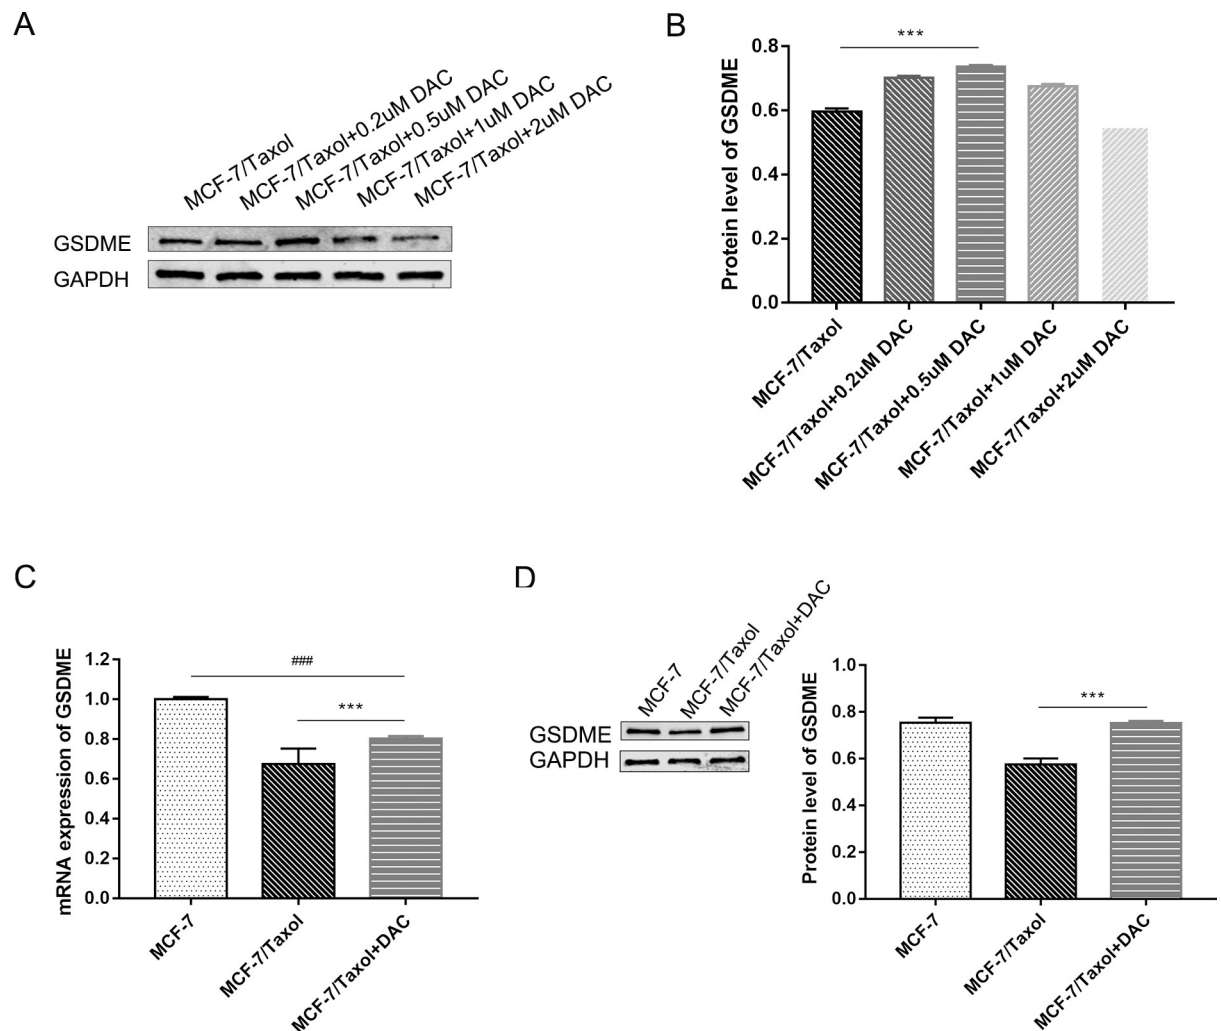 A
MCF-7/Taxol
MCF-7/Taxol+0.2uM DAC
MCF-7/Taxol+0.5uM DAC
MCF-7/Taxol+1uM DAC
MCF-7/Taxol+2uM DAC
GSDME
GAPDH
B
Protein level of GSDME
0.8
0.6
0.4
0.2
0.0
***
MCF-7/Taxol
MCF-7/Taxol+0.2uM DAC
MCF-7/Taxol+0.5uM DAC
MCF-7/Taxol+1uM DAC
MCF-7/Taxol+2uM DAC
C
mRNA expression of GSDME
1.2
1.0
0.8
0.6
0.4
0.2
0.0
###
***
MCF-7
MCF-7/Taxol
MCF-7/Taxol+DAC
D
MCF-7
MCF-7/Taxol
MCF-7/Taxol+DAC
GSDME
GAPDH
Protein level of GSDME
1.0
0.8
0.6
0.4
0.2
0.0
***
MCF-7
MCF-7/Taxol
MCF-7/Taxol+DAC